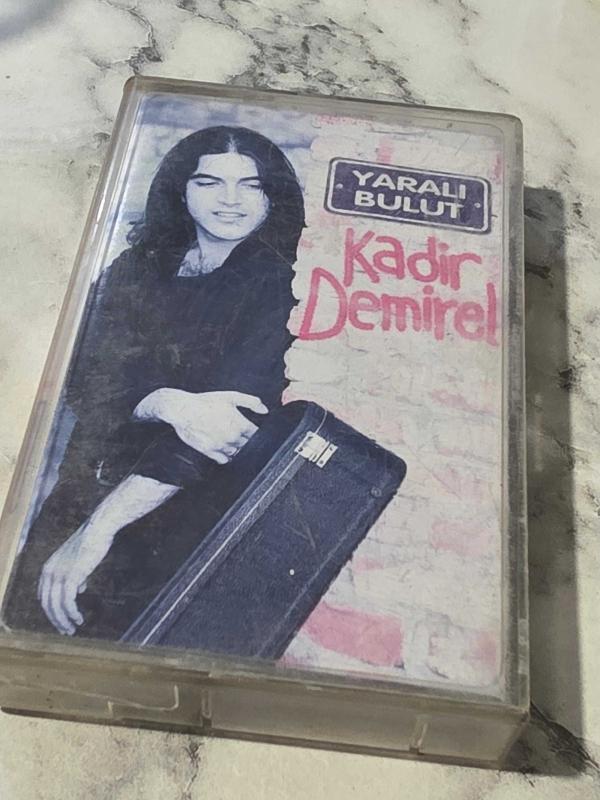 YARALI
BULUT
Kadir
Demirel